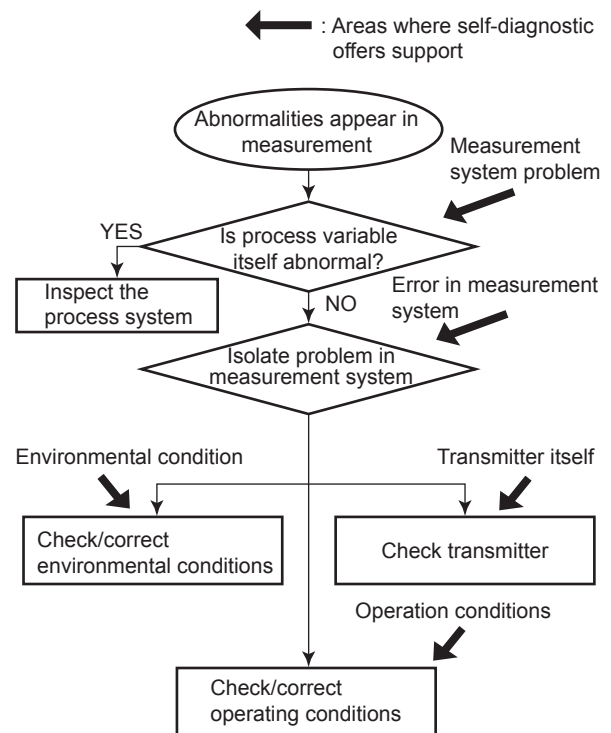 : Areas where self-diagnostic
offers support
Abnormalities appear in
measurement
Measurement
system problem
YES
Is process variable
itself abnormal?
Inspect the
process system
NO
Error in measurement
system
Isolate problem in
measurement system
Environmental condition
Transmitter itself
Check/correct
environmental conditions
Check transmitter
Operation conditions
Check/correct
operating conditions